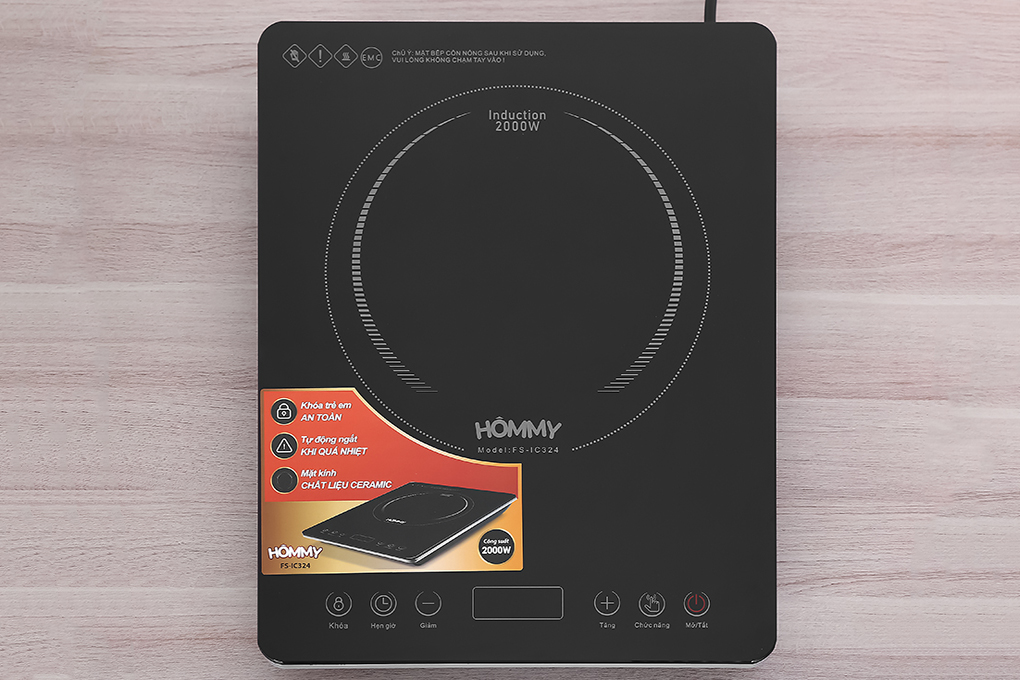 EMC
CHÚ Ý: MẶT BẾP CÒN NÓNG SAU KHI SỬ DỤNG,
VUI LÒNG KHÔNG CHẠM TAY VÀO !
Induction
2000W
HÔMMY
Model:FS-IC324
Khóa trẻ em
AN TOÀN
Tự động ngắt
KHI QUÁ NHIỆT
Mặt kính
CHẤT LIỆU CERAMIC
HÔMMY
Công suất
2000W
HÔMMY
FS-IC324
Khóa
Hẹn giờ
Giảm
Tăng
Chức năng
Mở/Tắt